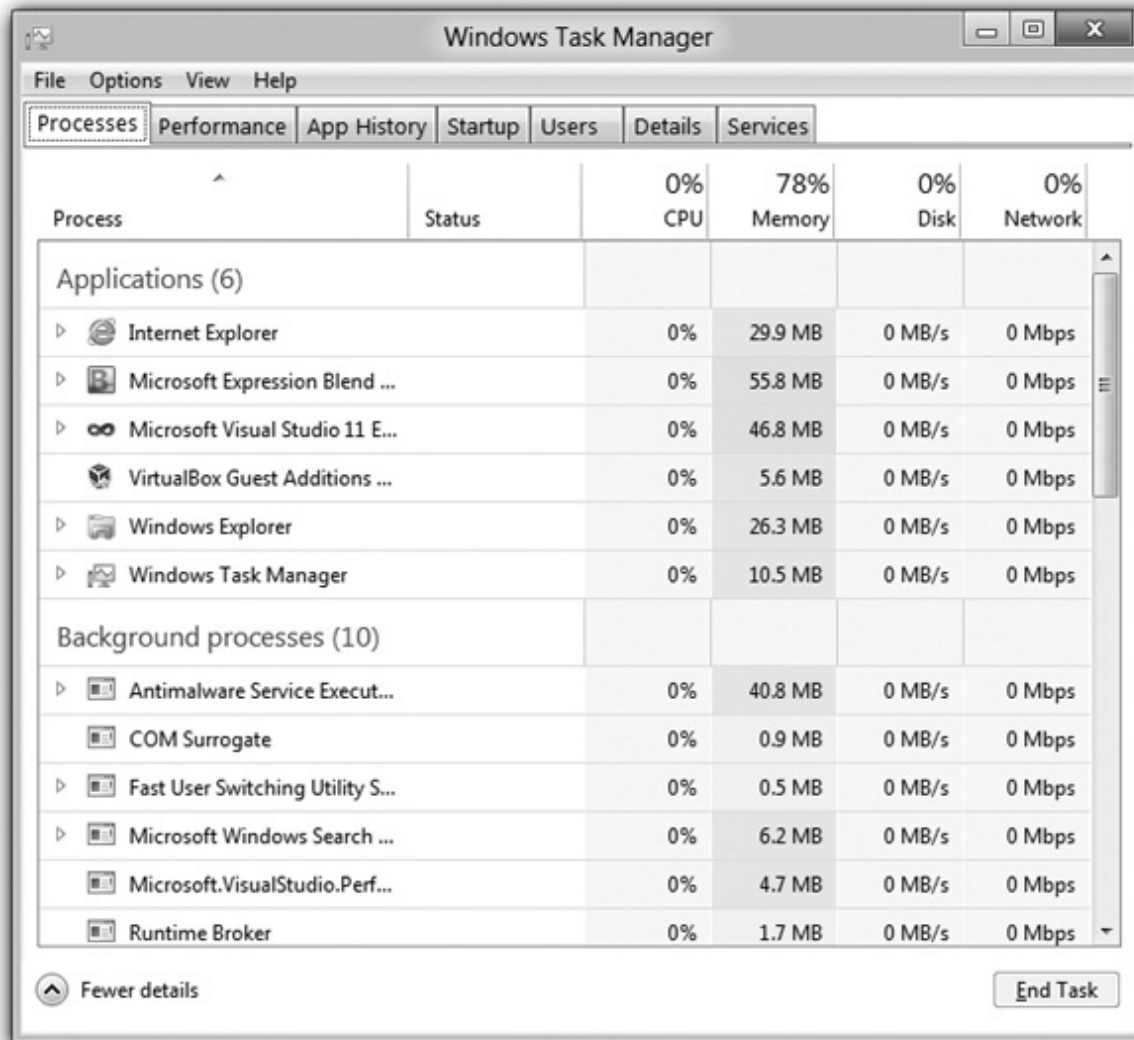 Windows Task Manager
File Options View Help
Processes Performance App History Startup Users Details Services
0% 78% 0% 0%
Process Status CPU Memory Disk Network
Applications (6)
Internet Explorer 0% 29.9 MB 0 MB/s 0 Mbps
Microsoft Expression Blend ... 0% 55.8 MB 0 MB/s 0 Mbps
Microsoft Visual Studio 11 E... 0% 46.8 MB 0 MB/s 0 Mbps
VirtualBox Guest Additions ... 0% 5.6 MB 0 MB/s 0 Mbps
Windows Explorer 0% 26.3 MB 0 MB/s 0 Mbps
Windows Task Manager 0% 10.5 MB 0 MB/s 0 Mbps
Background processes (10)
Antimalware Service Execut... 0% 40.8 MB 0 MB/s 0 Mbps
COM Surrogate 0% 0.9 MB 0 MB/s 0 Mbps
Fast User Switching Utility S... 0% 0.5 MB 0 MB/s 0 Mbps
Microsoft Windows Search ... 0% 6.2 MB 0 MB/s 0 Mbps
Microsoft.VisualStudio.Perf... 0% 4.7 MB 0 MB/s 0 Mbps
Runtime Broker 0% 1.7 MB 0 MB/s 0 Mbps
Fewer details End Task